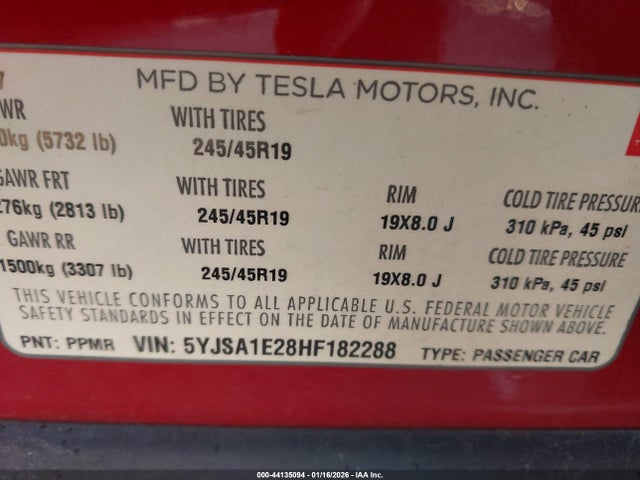 7
MFD BY TESLA MOTORS, INC.
WR WITH TIRES
0kg (5732 lb) 245/45R19
GAWR FRT WITH TIRES RIM COLD TIRE PRESSURE
276kg (2813 lb) 245/45R19 19X8.0 J 310 kPa, 45 psi
GAWR RR WITH TIRES RIM COLD TIRE PRESSURE
1500kg (3307 lb) 245/45R19 19X8.0 J 310 kPa, 45 psi
THIS VEHICLE CONFORMS TO ALL APPLICABLE U.S. FEDERAL MOTOR VEHICLE
SAFETY STANDARDS IN EFFECT ON THE DATE OF MANUFACTURE SHOWN ABOVE.
PNT: PPMR VIN: 5YJSA1E28HF182288 TYPE: PASSENGER CAR
000-44135094 - 01/16/2026 - IAA Inc.